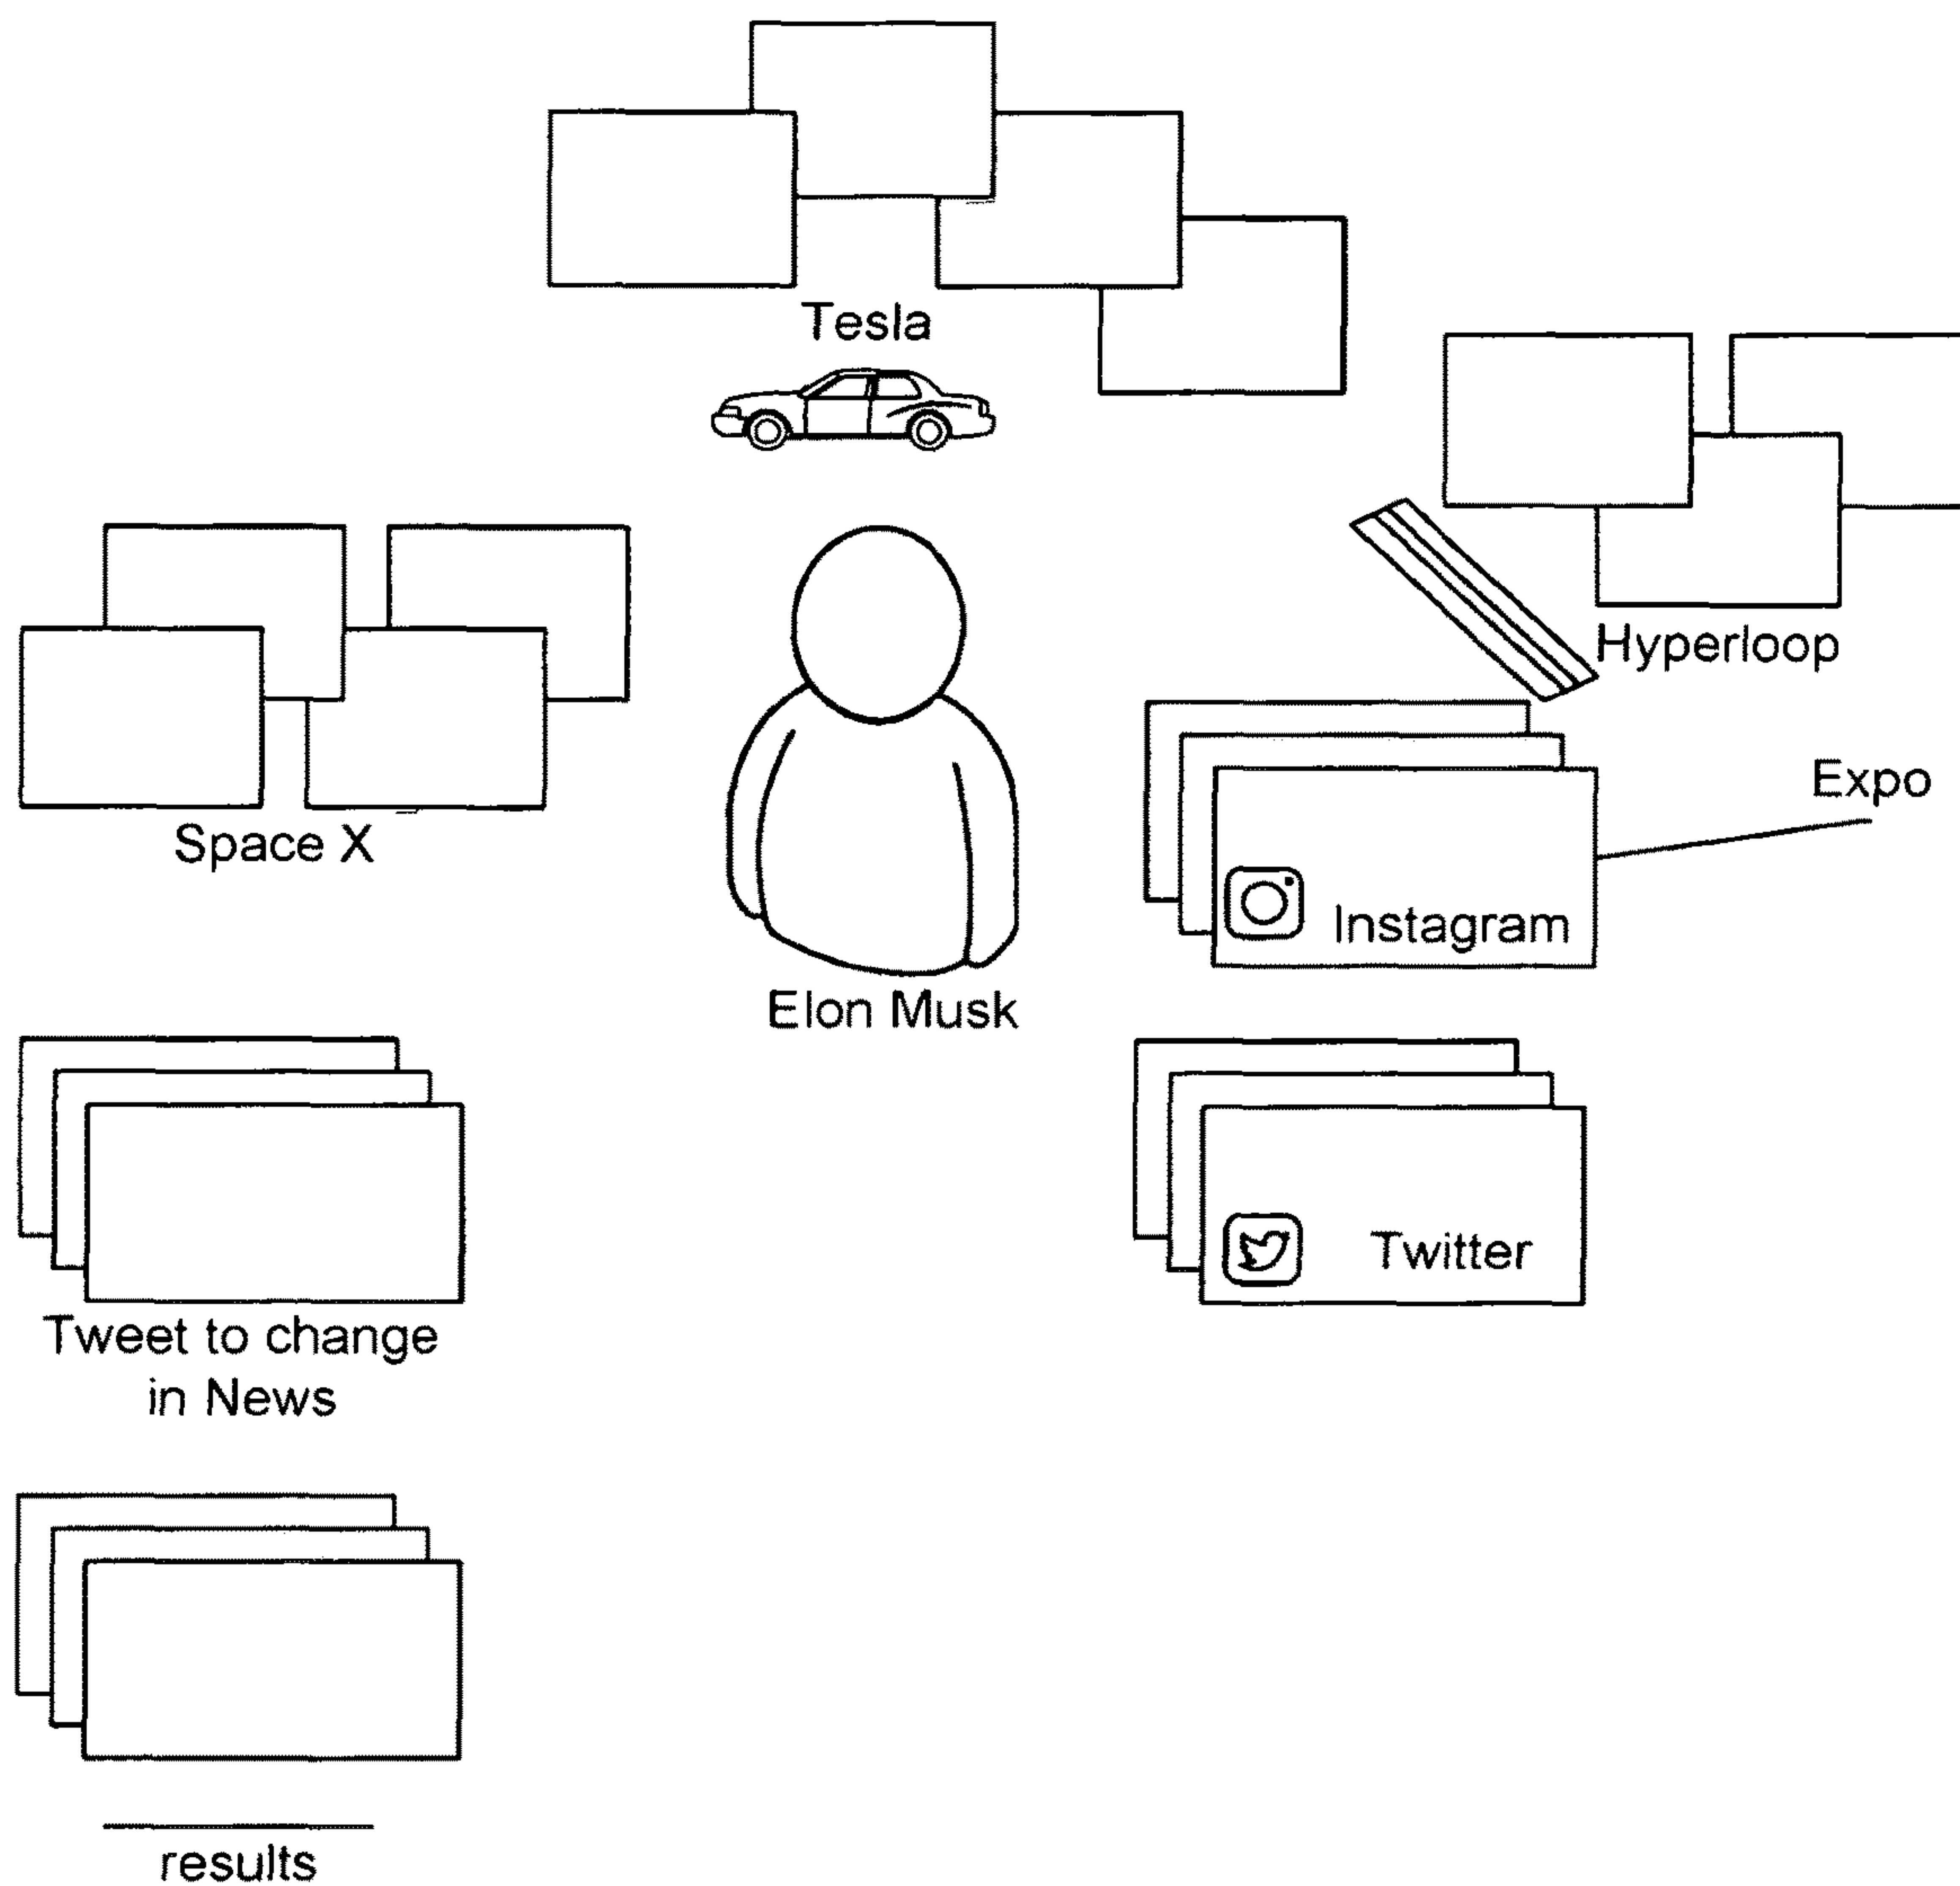 Tesla
Hyperloop
Space X
Expo
Instagram
Elon Musk
Twitter
Tweet to change
in News
results